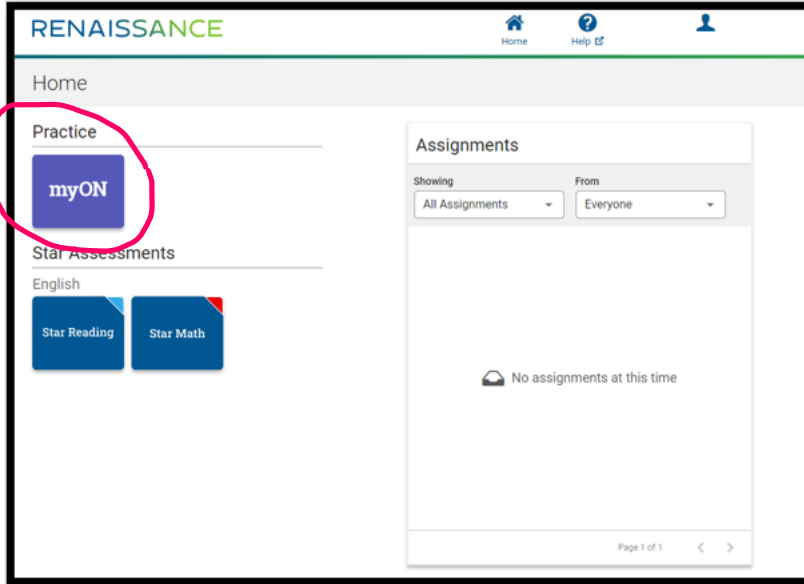 RENAISSANCE
Home
Help
Home
Practice
myON
Star Assessments
English
Star Reading
Star Math
Assignments
Showing
From
All Assignments
Everyone
No assignments at this time
Page 1 of 1